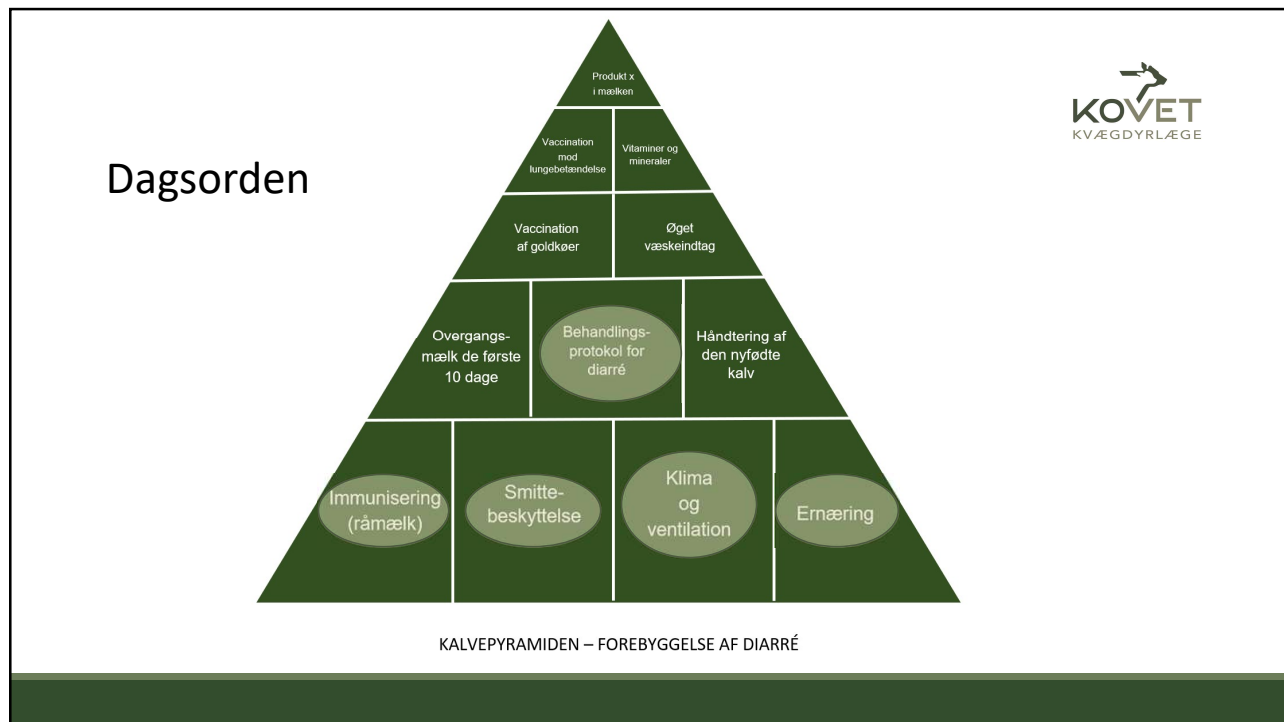 Dagsorden
Produkt x
i mælken
KOVET
KVÆGDYRLÆGE
Vaccination
mod
lungebetændelse
Vitaminer og
mineraler
Vaccination
af goldkøer
Øget
væskeindtag
Overgangs-
mælk de første
10 dage
Behandlings-
protokol for
diarré
Håndtering af
den nyfødte
kalv
Immunisering
(råmælk)
Smitte-
beskyttelse
Klima
og
ventilation
Ernæring
KALVEPYRAMIDEN – FOREBYGGELSE AF DIARRÉ